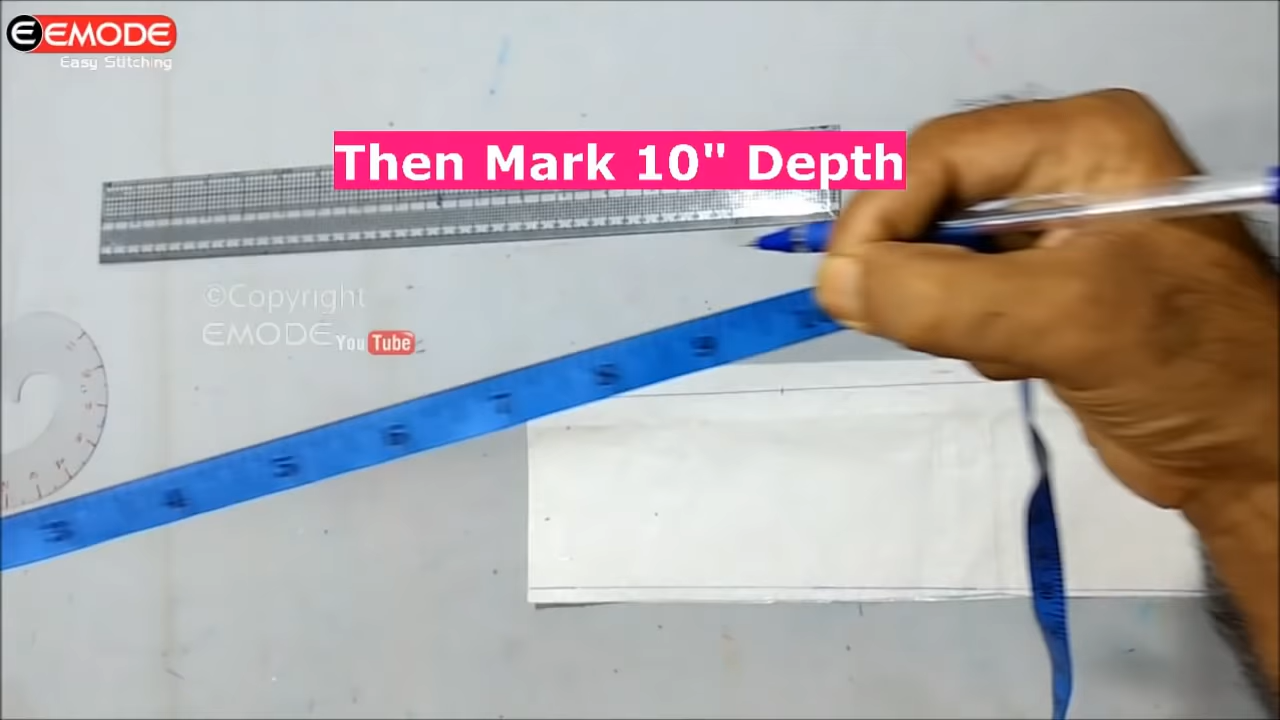 E EMODE
Easy Stitching
Then Mark 10" Depth
©Copyright
EMODE YouTube
3 4 5 6 7 8 9 10